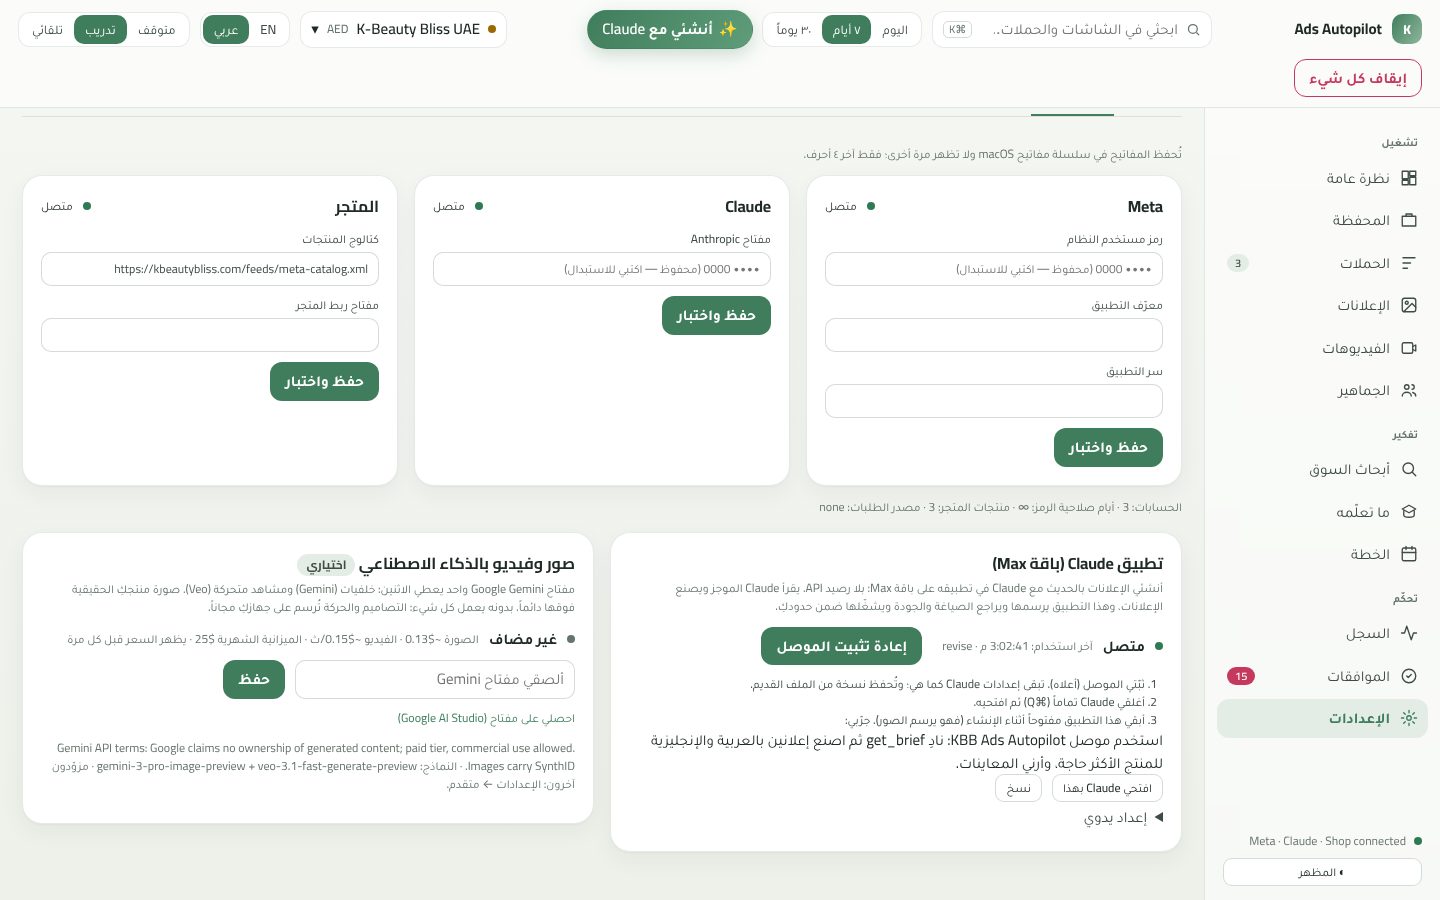 K
Ads Autopilot
ابحثي في الشاشات والحملات..
⌘K
اليوم
٧ أيام
٣٠ يوماً
✨ أنشئي مع Claude
K-Beauty Bliss UAE AED ▼
EN
عربي
متوقف
تدريب
تلقائي
إيقاف كل شيء
تشغيل
نظرة عامة
المحفظة
الحملات
3
الإعلانات
الفيديوهات
الجماهير
تفكير
أبحاث السوق
ما تعلّمه
الخطة
تحكّم
السجل
الموافقات
15
الإعدادات
Meta · Claude · Shop connected
المظهر
تُحفظ المفاتيح في سلسلة مفاتيح macOS ولا تظهر مرة أخرى؛ فقط آخر ٤ أحرف.
Meta
متصل
رمز مستخدم النظام
•••• 0000 (محفوظ — اكتبي للاستبدال)
معرّف التطبيق
سر التطبيق
حفظ واختبار
Claude
متصل
مفتاح Anthropic
•••• 0000 (محفوظ — اكتبي للاستبدال)
حفظ واختبار
المتجر
متصل
كتالوج المنتجات
https://kbeautybliss.com/feeds/meta-catalog.xml
مفتاح ربط المتجر
حفظ واختبار
الحسابات: 3 · أيام صلاحية الرمز: ∞ · منتجات المتجر: 3 · مصدر الطلبات: none
تطبيق Claude (باقة Max)
أنشئي الإعلانات بالحديث مع Claude في تطبيقه على باقة Max: بلا رصيد API. يقرأ Claude الموجز ويصنع
الإعلانات، وهذا التطبيق يرسمها ويراجع الصياغة والجودة ويشغّلها ضمن حدودكِ.
متصل
آخر استخدام: 3:02:41 م · revise
إعادة تثبيت الموصل
1. ثبّتي الموصل (أعلاه). تبقى إعدادات Claude كما هي؛ وتُحفظ نسخة من الملف القديم.
2. أغلقي Claude تماماً (⌘Q) ثم افتحيه.
3. أبقي هذا التطبيق مفتوحاً أثناء الإنشاء (فهو يرسم الصور). جرّبي:
استخدم موصل KBB Ads Autopilot: نادِ get_brief ثم اصنع إعلانين بالعربية والإنجليزية
للمنتج الأكثر حاجة، وأرني المعاينات.
افتحي Claude بهذا
نسخ
إعداد يدوي
صور وفيديو بالذكاء الاصطناعي
اختياري
مفتاح Google Gemini واحد يعطي الاثنين: خلفيات (Gemini) ومشاهد متحركة (Veo). صورة منتجكِ الحقيقية
فوقها دائماً. بدونه يعمل كل شيء: التصاميم والحركة تُرسم على جهازكِ مجاناً.
غير مضاف
الصورة ~$0.13 · الفيديو ~$0.15/ث · الميزانية الشهرية $25 · يظهر السعر قبل كل مرة
ألصقي مفتاح Gemini
حفظ
احصلي على مفتاح (Google AI Studio)
Gemini API terms: Google claims no ownership of generated content; paid tier, commercial use allowed.
Images carry SynthID. · النماذج: gemini-3-pro-image-preview + veo-3.1-fast-generate-preview · مزوّدون
آخرون: الإعدادات ← متقدم.